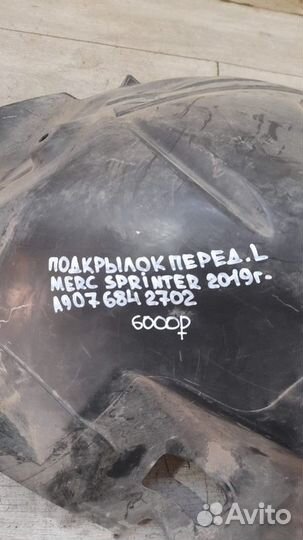 ПОДКРЫЛОК ПЕРЕД. L
MERC SPRINTER 2019г.
A907 684 2702
6000₽
Avito